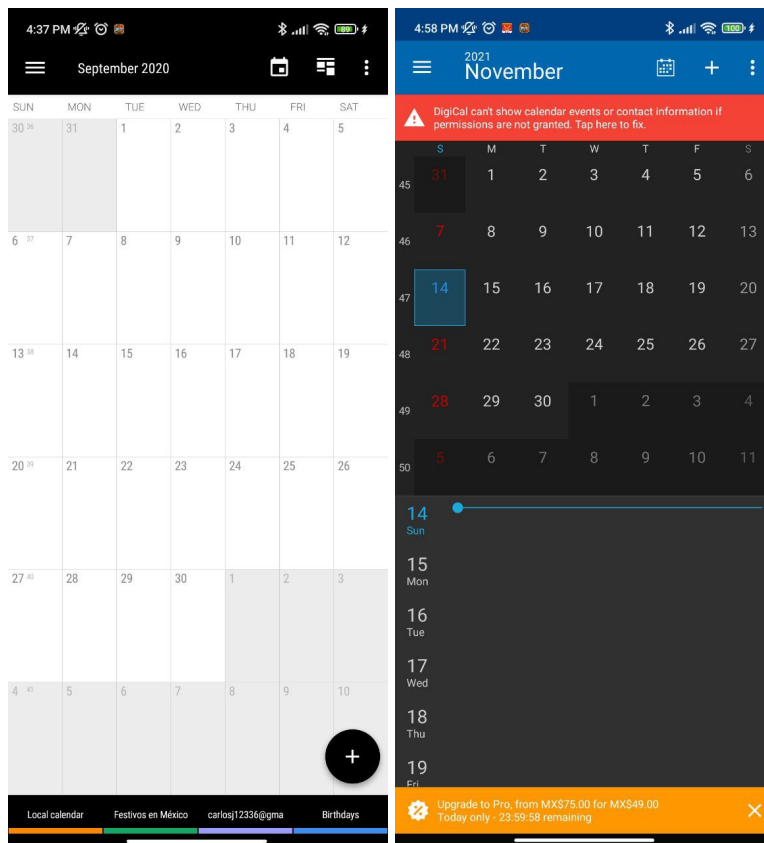 4:37 PM
89
September 2020
SUN MON TUE WED THU FRI SAT
30 36 31 1 2 3 4 5
6 37 7 8 9 10 11 12
13 38 14 15 16 17 18 19
20 39 21 22 23 24 25 26
27 40 28 29 30 1 2 3
4 41 5 6 7 8 9 10
+
Local calendar Festivos en México carlosj12336@gma Birthdays
4:58 PM
100
2021
November
+
DigiCal can't show calendar events or contact information if
permissions are not granted. Tap here to fix.
S M T W T F S
45 31 1 2 3 4 5 6
46 7 8 9 10 11 12 13
47 14 15 16 17 18 19 20
48 21 22 23 24 25 26 27
49 28 29 30 1 2 3 4
50 5 6 7 8 9 10 11
14
Sun
15
Mon
16
Tue
17
Wed
18
Thu
19
Fri
Upgrade to Pro, from MX$75.00 for MX$49.00
Today only - 23:59:58 remaining